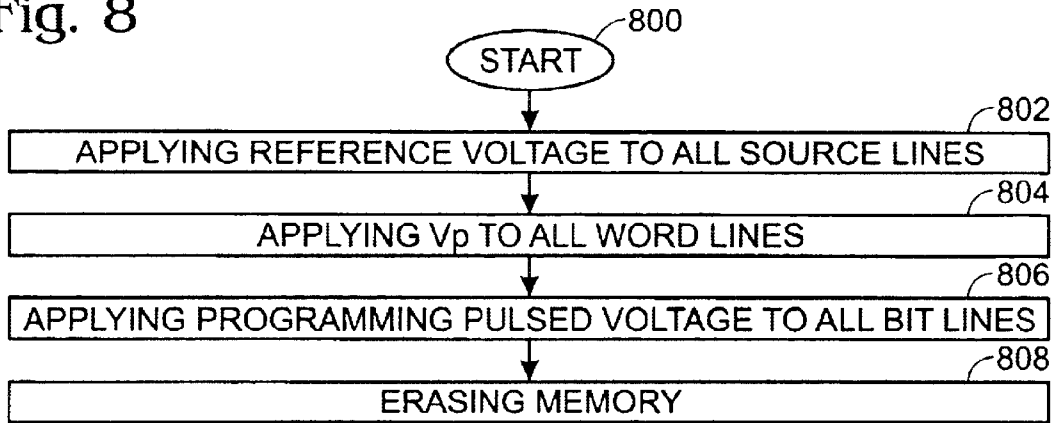 Fig. 8
800
START
802
APPLYING REFERENCE VOLTAGE TO ALL SOURCE LINES
804
APPLYING Vp TO ALL WORD LINES
806
APPLYING PROGRAMMING PULSED VOLTAGE TO ALL BIT LINES
808
ERASING MEMORY